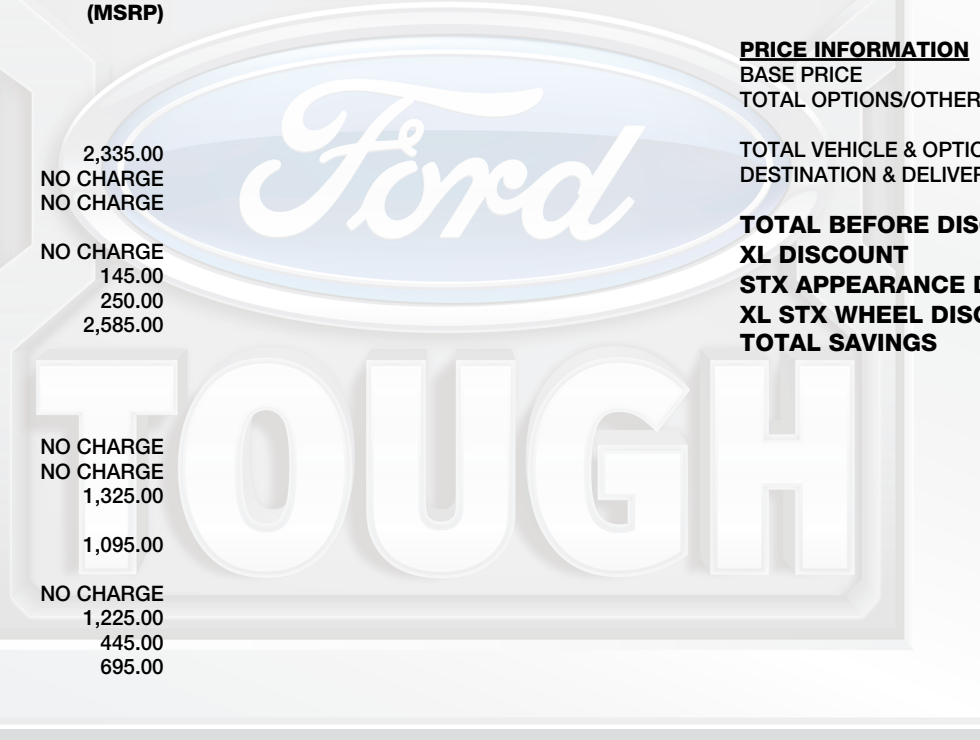 (MSRP)
2,335.00
NO CHARGE
NO CHARGE
NO CHARGE
145.00
250.00
2,585.00
NO CHARGE
NO CHARGE
1,325.00
1,095.00
NO CHARGE
1,225.00
445.00
695.00
Ford
TOUGH
PRICE INFORMATION
BASE PRICE
TOTAL OPTIONS/OTHER
TOTAL VEHICLE & OPTIO
DESTINATION & DELIVER
TOTAL BEFORE DISC
XL DISCOUNT
STX APPEARANCE D
XL STX WHEEL DISCO
TOTAL SAVINGS